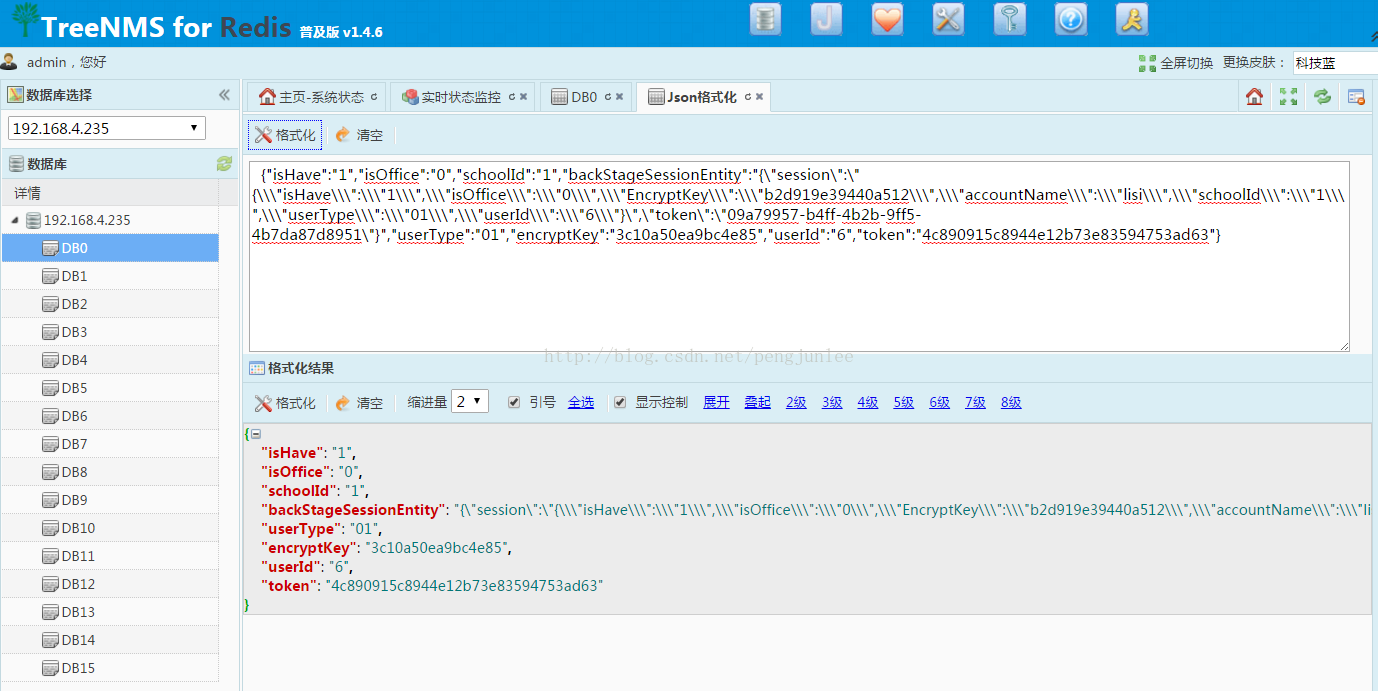 TreeNMS for Redis 普及版 v1.4.6
admin，您好
全屏切换 更换皮肤： 科技蓝
数据库选择
192.168.4.235
数据库
详情
192.168.4.235
DB0
DB1
DB2
DB3
DB4
DB5
DB6
DB7
DB8
DB9
DB10
DB11
DB12
DB13
DB14
DB15
主页-系统状态 实时状态监控 DB0 Json格式化
格式化 清空
{"isHave":"1","isOffice":"0","schoolId":"1","backStageSessionEntity":"{\"session\":\"
{\\\"isHave\\\":\\\"1\\\",\\\"isOffice\\\":\\\"0\\\",\\\"EncryptKey\\\":\\\"b2d919e39440a512\\\",\\\"accountName\\\":\\\"lisi\\\",\\\"schoolId\\\":\\\"1\\\
",\\\"userType\\\":\\\"01\\\",\\\"userId\\\":\\\"6\\\"}\",\"token\":\"09a79957-b4ff-4b2b-9ff5-
4b7da87d8951\"}","userType":"01","encryptKey":"3c10a50ea9bc4e85","userId":"6","token":"4c890915c8944e12b73e83594753ad63"}
http://blog.csdn.net/pengjunlee
格式化结果
格式化 清空 缩进量 2 引号 全选 显示控制 展开 叠起 2级 3级 4级 5级 6级 7级 8级
{
"isHave": "1",
"isOffice": "0",
"schoolId": "1",
"backStageSessionEntity": "{\"session\":\"{\\\"isHave\\\":\\\"1\\\",\\\"isOffice\\\":\\\"0\\\",\\\"EncryptKey\\\":\\\"b2d919e39440a512\\\",\\\"accountName\\\":\\\"li
"userType": "01",
"encryptKey": "3c10a50ea9bc4e85",
"userId": "6",
"token": "4c890915c8944e12b73e83594753ad63"
}